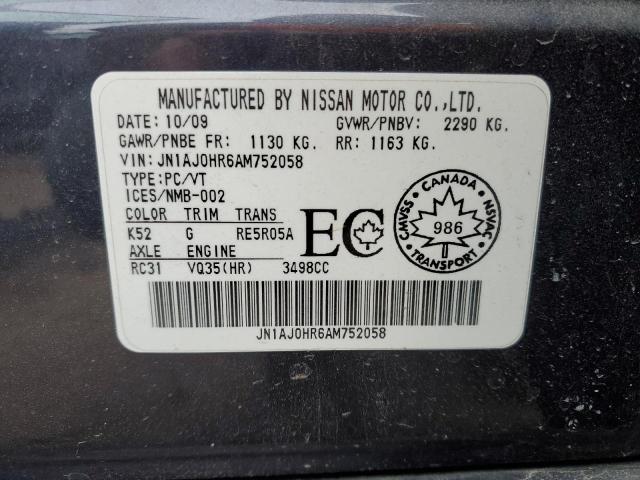 MANUFACTURED BY NISSAN MOTOR CO.,LTD.
DATE: 10/09 GVWR/PNBV: 2290 KG.
GAWR/PNBE FR: 1130 KG. RR: 1163 KG.
VIN: JN1AJ0HR6AM752058
TYPE:PC/VT
ICES/NMB-002
COLOR TRIM TRANS
K52 G RE5R05A
AXLE ENGINE
RC31 VQ35(HR) 3498CC
EC
CANADA
CMVSS 986 NSVAC
TRANSPORT
JN1AJ0HR6AM752058